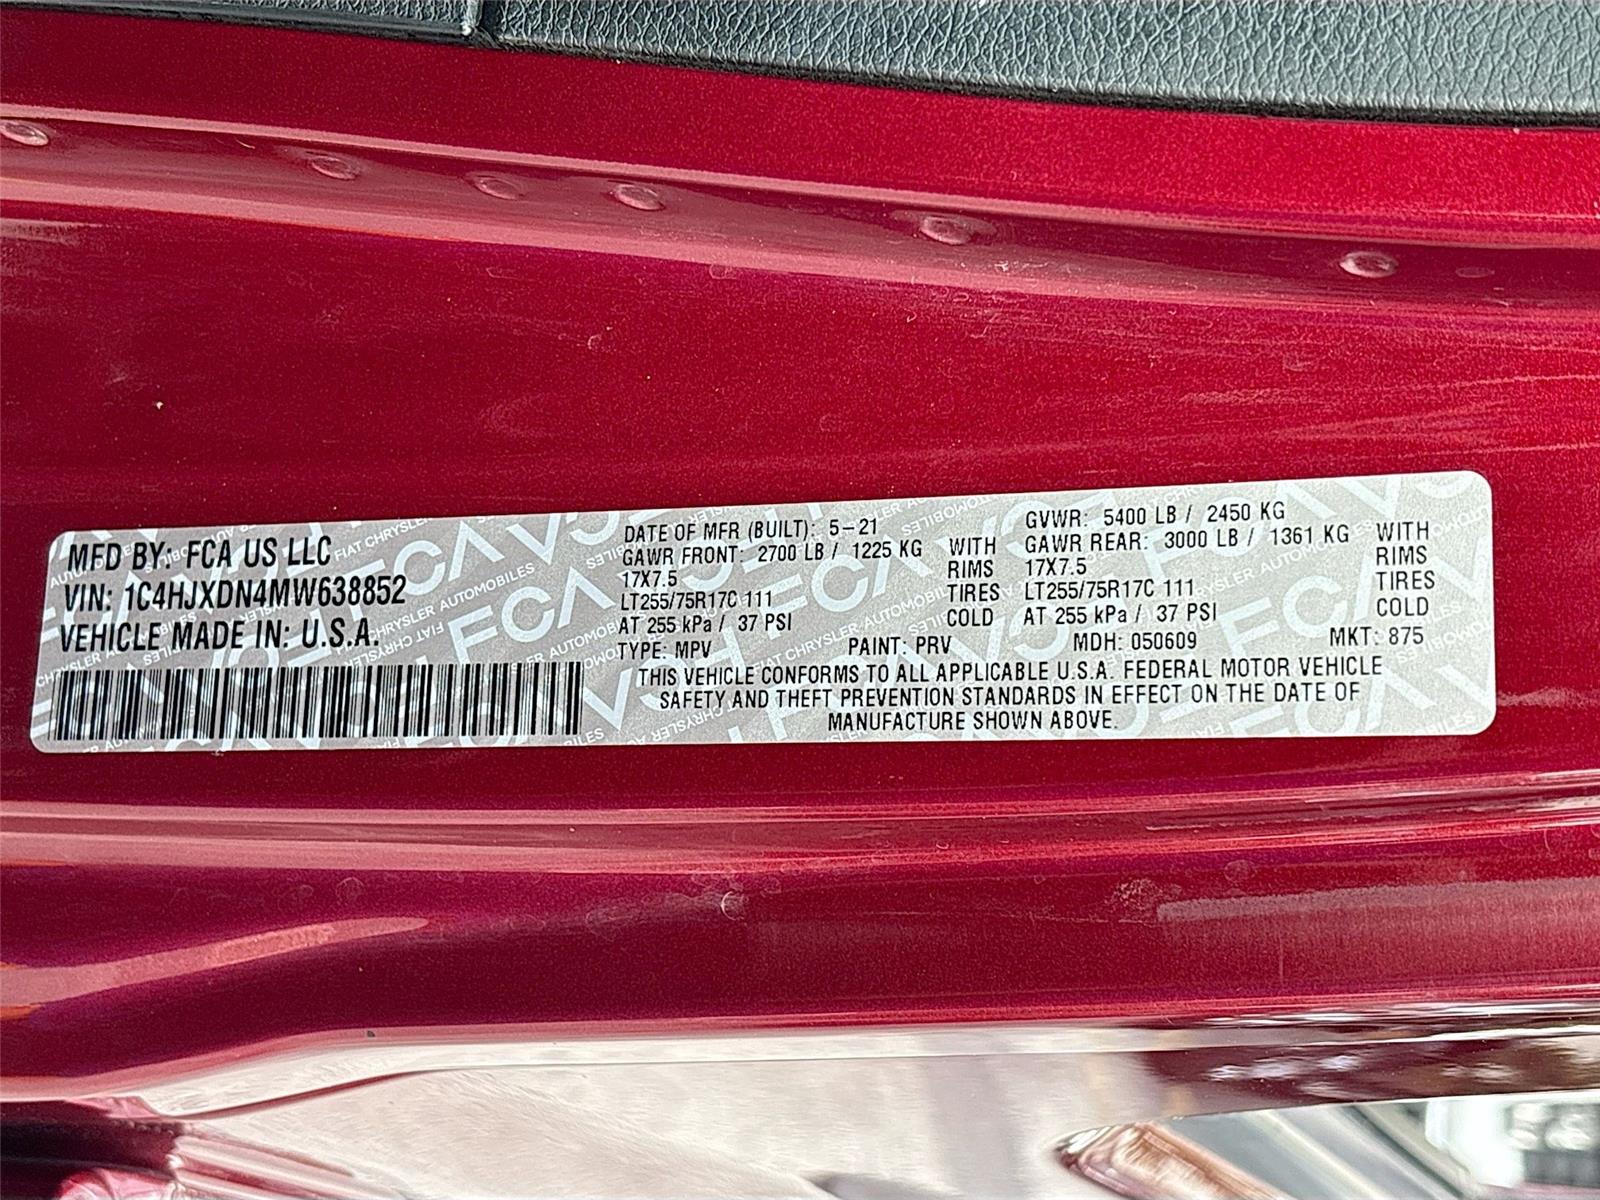 MFD BY: FCA US LLC
VIN: 1C4HJXDN4MW638852
VEHICLE MADE IN: U.S.A.
DATE OF MFR (BUILT): 5-21
GAWR FRONT: 2700 LB / 1225 KG WITH
17X7.5 RIMS
LT255/75R17C 111 TIRES
AT 255 kPa / 37 PSI COLD
GVWR: 5400 LB / 2450 KG
GAWR REAR: 3000 LB / 1361 KG WITH
17X7.5 RIMS
LT255/75R17C 111 TIRES
AT 255 kPa / 37 PSI COLD
TYPE: MPV PAINT: PRV MDH: 050609 MKT: 875
THIS VEHICLE CONFORMS TO ALL APPLICABLE U.S.A. FEDERAL MOTOR VEHICLE
SAFETY AND THEFT PREVENTION STANDARDS IN EFFECT ON THE DATE OF
MANUFACTURE SHOWN ABOVE.
FCA
FIAT CHRYSLER AUTOMOBILES